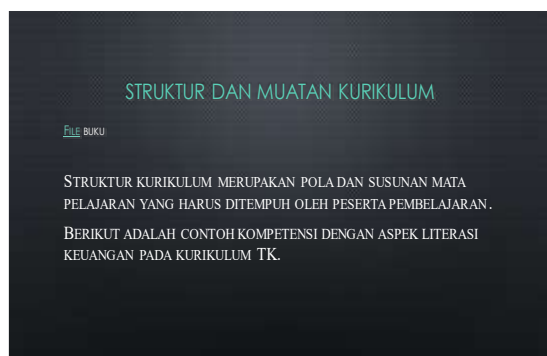 STRUKTUR DAN MUATAN KURIKULUM
FILE BUKU
STRUKTUR KURIKULUM MERUPAKAN POLA DAN SUSUNAN MATA
PELAJARAN YANG HARUS DITEMPUH OLEH PESERTA PEMBELAJARAN.
BERIKUT ADALAH CONTOH KOMPETENSI DENGAN ASPEK LITERASI
KEUANGAN PADA KURIKULUM TK.